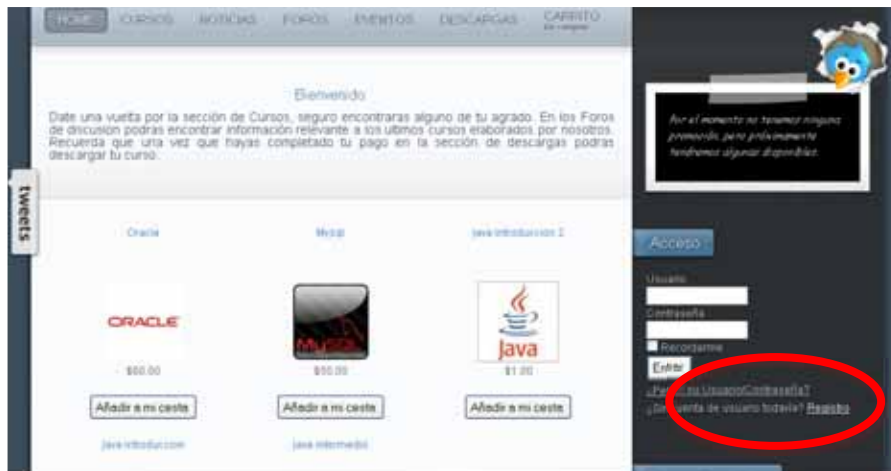 HOME CURSOS NOTICIAS FOROS EVENTOS DESCARGAS CARRITO
Bienvenido
Date una vuelta por la sección de Cursos, seguro encontraras alguno de tu agrado. En los Foros
de discusion podras encontrar información relevante a los ultimos cursos elaborados por nosotros.
Recuerda que una vez que hayas completado tu pago en la sección de descargas podras
descargar tu curso.
Por el momento no tenemos ninguna
promoción, pero próximamente
tendremos algunas disponibles.
tweets
Oracle Mysql java introduccion 2
ORACLE MySQL Java
$60.00 $50.00 $1.00
Añadir a mi cesta Añadir a mi cesta Añadir a mi cesta
java introduccion java intermedio
Acceso
Usuario
Contraseña
Recordarme
Entrar
su Usuario/Contraseña?
cuenta de usuario todavía? Registro